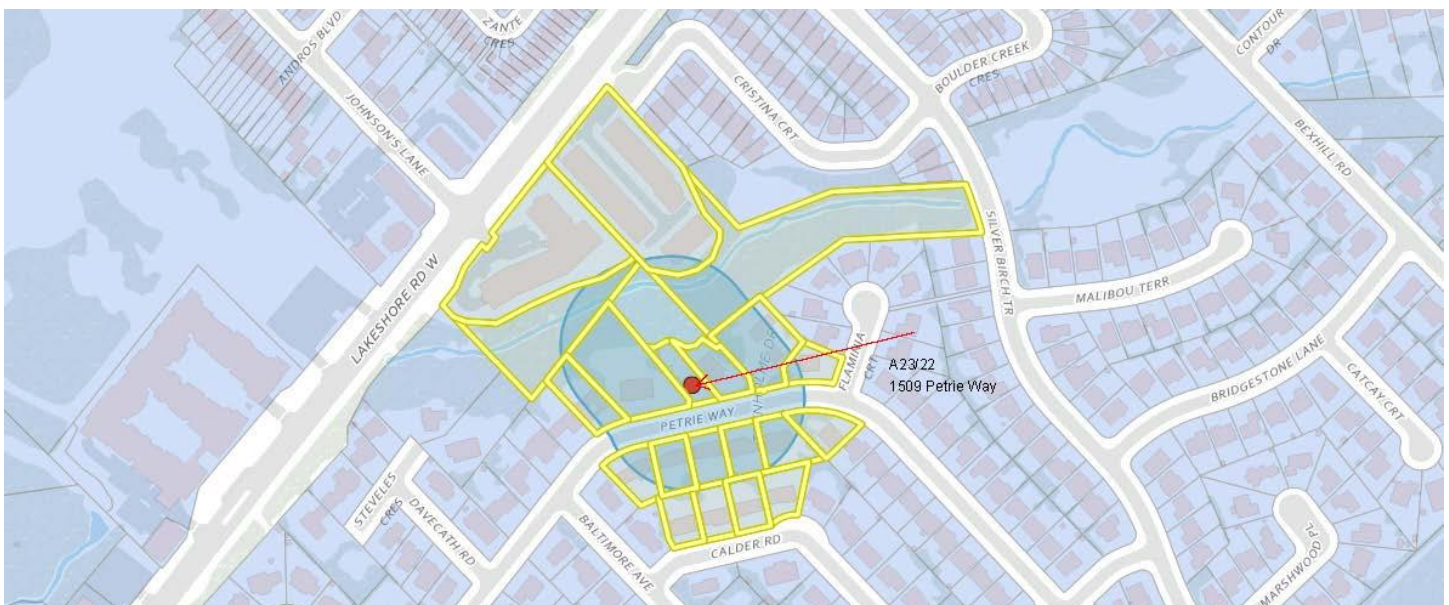 ANDROS BLVD
ZANTE
CRES
JOHNSON'S LANE
LAKESHORE RD W
CRISTINA CRT
BOULDER CREEK
CRES
CONTOUR
DR
BEXHILL RD
SILVER BIRCH TR
MALIBOU TERR
BRIDGESTONE LANE
CATCAY CRT
FLAMINIA
CRT
A23/22
1509 Petrie Way
PETRIE WAY
STEVELES
CRES
DAVECATH RD
BALTIMORE AVE
CALDER RD
MARSHWOOD PL